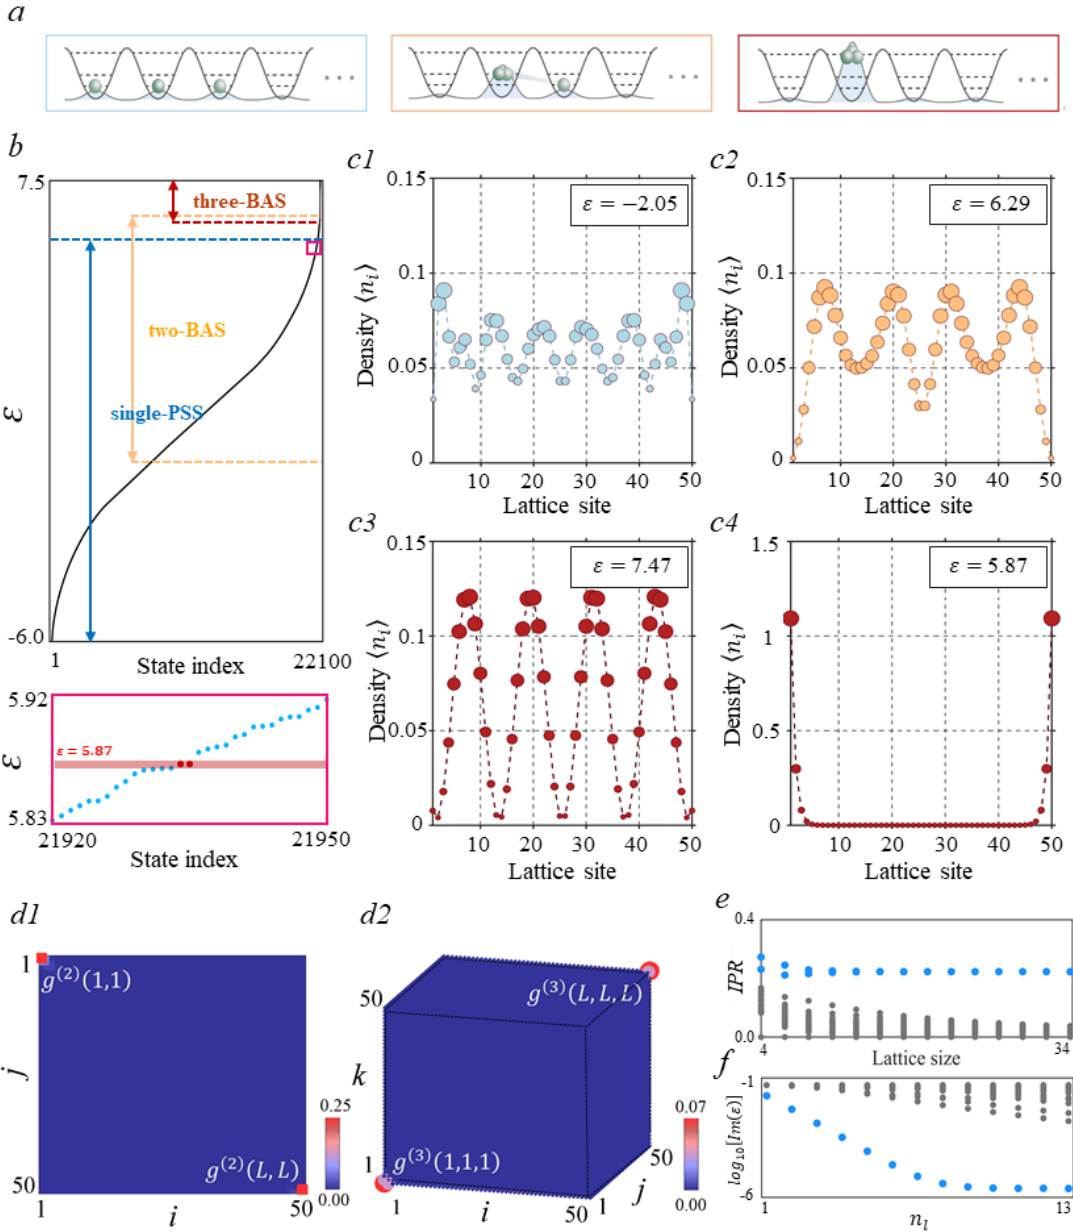 a
b
7.5
three-BAS
two-BAS
single-PSS
ε
-6.0
1
State index
22100
5.92
ε = 5.87
ε
5.83
21920
21950
State index
c1
0.15
ε = −2.05
0.1
Density ⟨n_i⟩
0.05
0
10
20
30
40
50
Lattice site
c2
0.15
ε = 6.29
0.1
Density ⟨n_i⟩
0.05
0
10
20
30
40
50
Lattice site
c3
0.15
ε = 7.47
0.1
Density ⟨n_i⟩
0.05
0
10
20
30
40
50
Lattice site
c4
1.5
ε = 5.87
1
Density ⟨n_i⟩
0.5
0
10
20
30
40
50
Lattice site
d1
1
g^(2)(1,1)
j
g^(2)(L,L)
50
1
i
50
0.25
0.00
d2
50
g^(3)(L,L,L)
k
1
g^(3)(1,1,1)
1
i
50
1
j
50
0.07
0.00
e
0.4
IPR
0.0
4
Lattice size
34
f
-1
log₁₀[Im(ε)]
-6
1
n_l
13